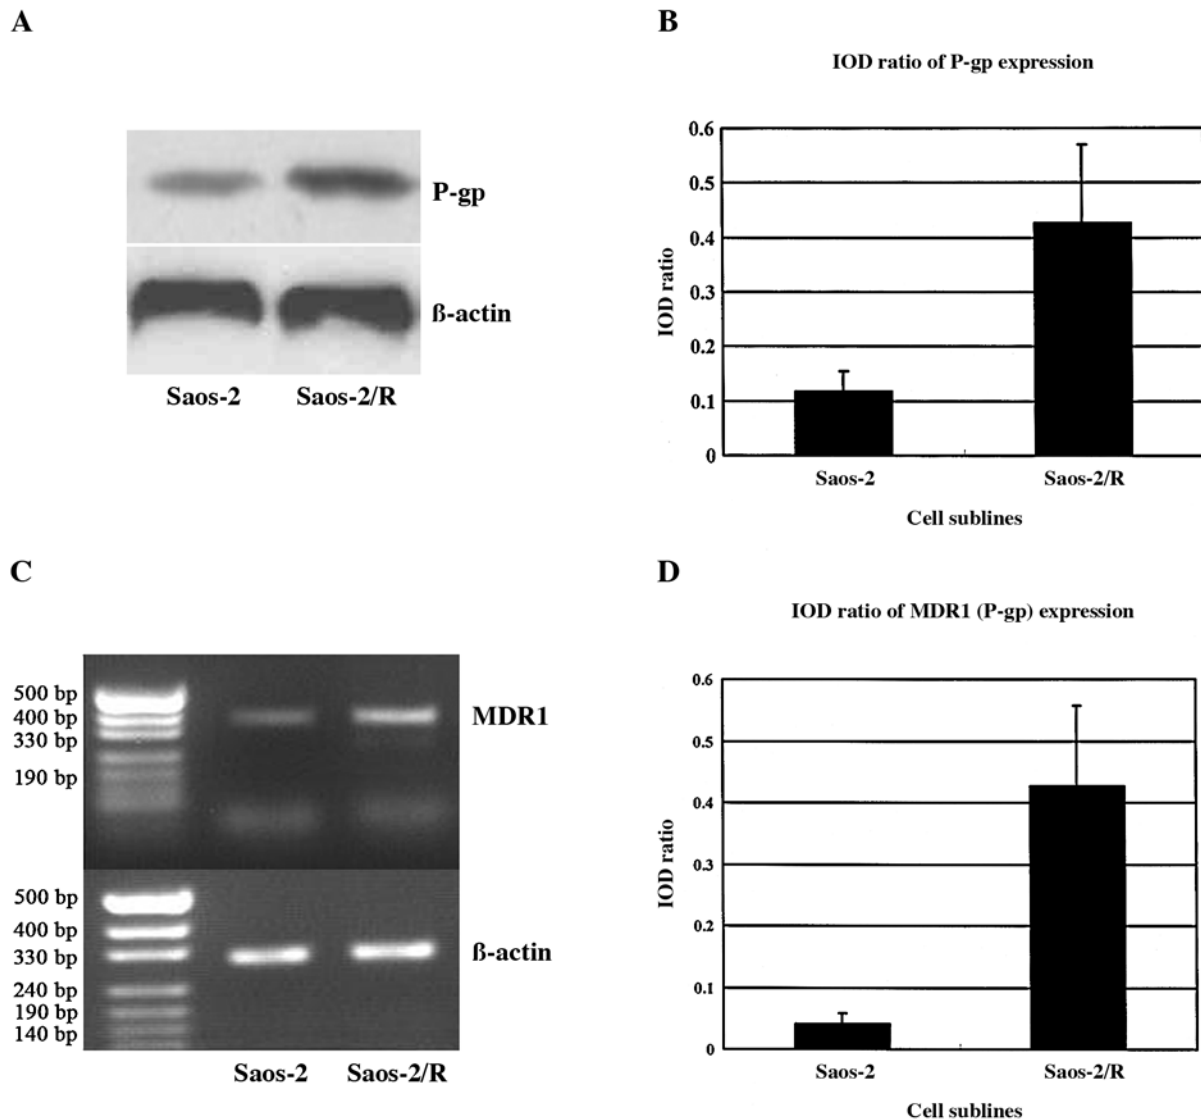 A
P-gp
ß-actin
Saos-2 Saos-2/R
B
IOD ratio of P-gp expression
0.6
0.5
0.4
0.3
0.2
0.1
0
IOD ratio
Saos-2 Saos-2/R
Cell sublines
C
500 bp
400 bp
330 bp
190 bp
MDR1
500 bp
400 bp
330 bp
240 bp
190 bp
140 bp
ß-actin
Saos-2 Saos-2/R
D
IOD ratio of MDR1 (P-gp) expression
0.6
0.5
0.4
0.3
0.2
0.1
0
IOD ratio
Saos-2 Saos-2/R
Cell sublines